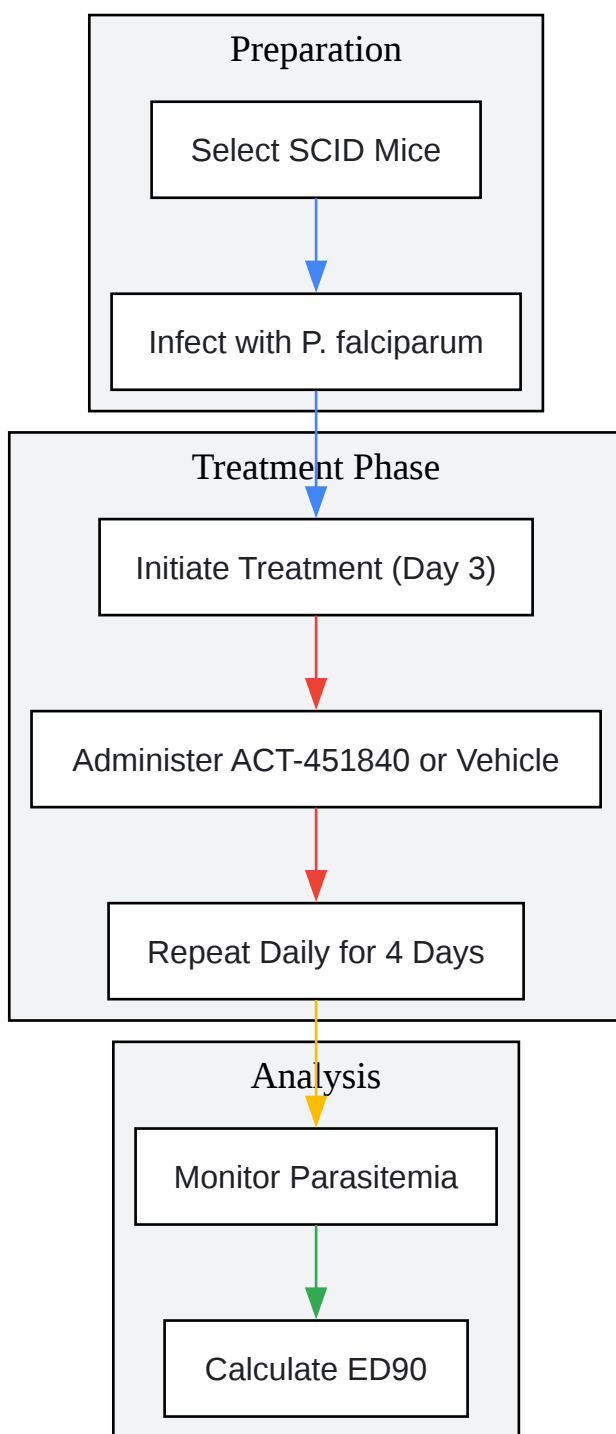 Preparation
Select SCID Mice
Infect with P. falciparum
Treatment Phase
Initiate Treatment (Day 3)
Administer ACT-451840 or Vehicle
Repeat Daily for 4 Days
Analysis
Monitor Parasitemia
Calculate ED90